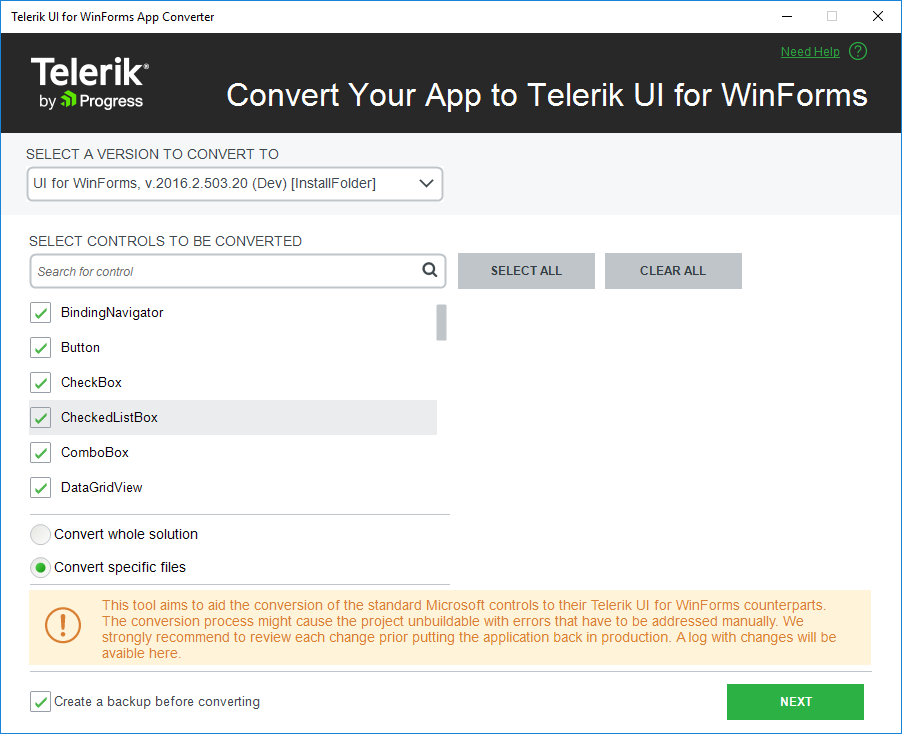 Telerik UI for WinForms App Converter
Need Help ?
Telerik®
by Progress
Convert Your App to Telerik UI for WinForms
SELECT A VERSION TO CONVERT TO
UI for WinForms, v.2016.2.503.20 (Dev) [InstallFolder]
SELECT CONTROLS TO BE CONVERTED
Search for control
SELECT ALL
CLEAR ALL
BindingNavigator
Button
CheckBox
CheckedListBox
ComboBox
DataGridView
Convert whole solution
Convert specific files
This tool aims to aid the conversion of the standard Microsoft controls to their Telerik UI for WinForms counterparts.
The conversion process might cause the project unbuildable with errors that have to be addressed manually. We
strongly recommend to review each change prior putting the application back in production. A log with changes will be
avaible here.
Create a backup before converting
NEXT